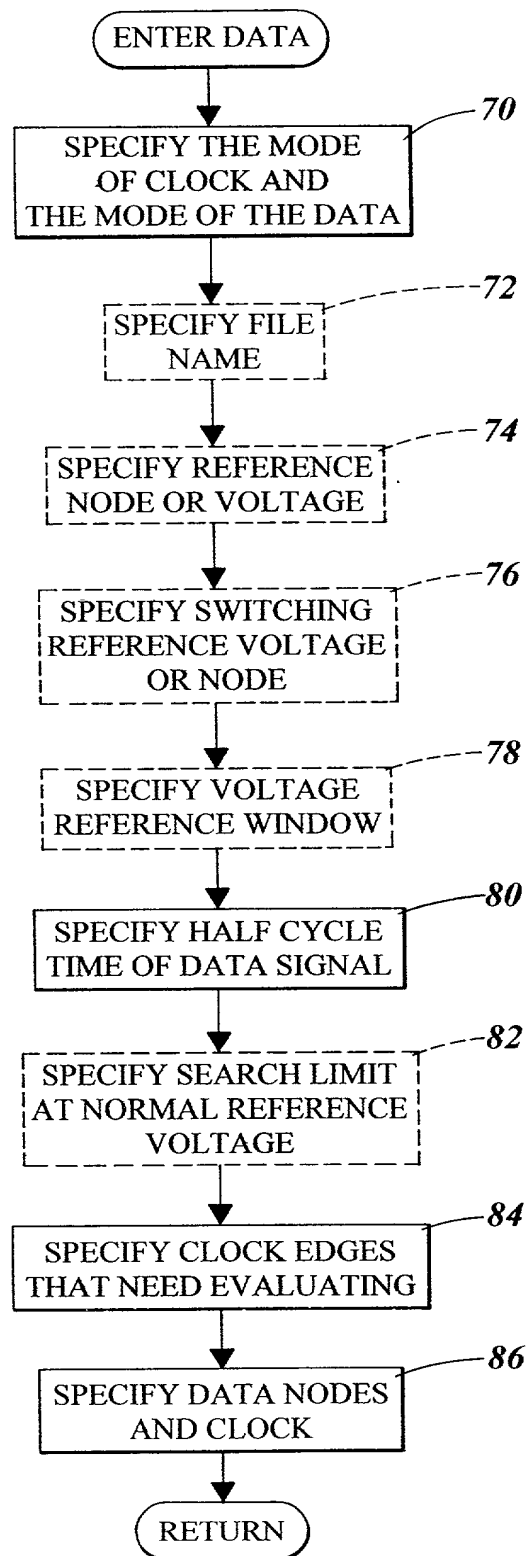 ENTER DATA
70
SPECIFY THE MODE
OF CLOCK AND
THE MODE OF THE DATA
72
SPECIFY FILE
NAME
74
SPECIFY REFERENCE
NODE OR VOLTAGE
76
SPECIFY SWITCHING
REFERENCE VOLTAGE
OR NODE
78
SPECIFY VOLTAGE
REFERENCE WINDOW
80
SPECIFY HALF CYCLE
TIME OF DATA SIGNAL
82
SPECIFY SEARCH LIMIT
AT NORMAL REFERENCE
VOLTAGE
84
SPECIFY CLOCK EDGES
THAT NEED EVALUATING
86
SPECIFY DATA NODES
AND CLOCK
RETURN